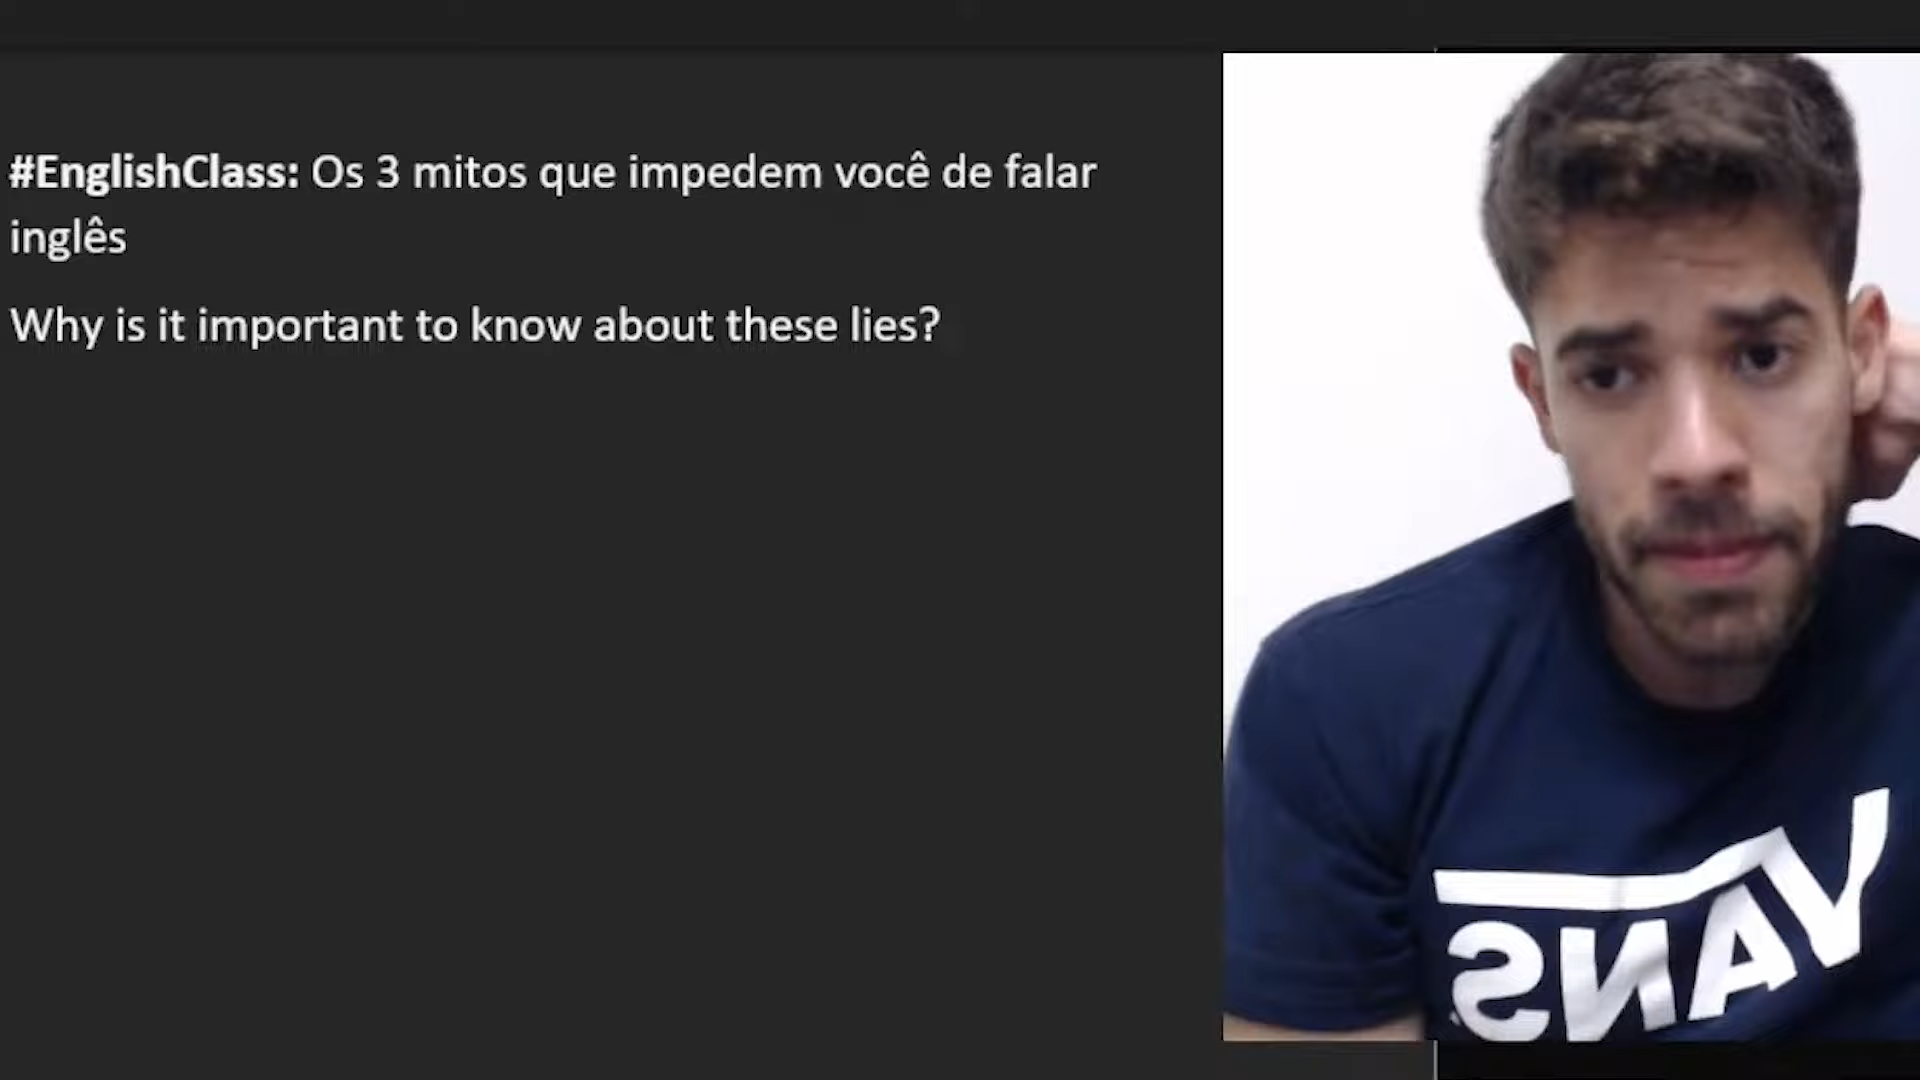 #EnglishClass: Os 3 mitos que impedem você de falar
inglês
Why is it important to know about these lies?
VANS